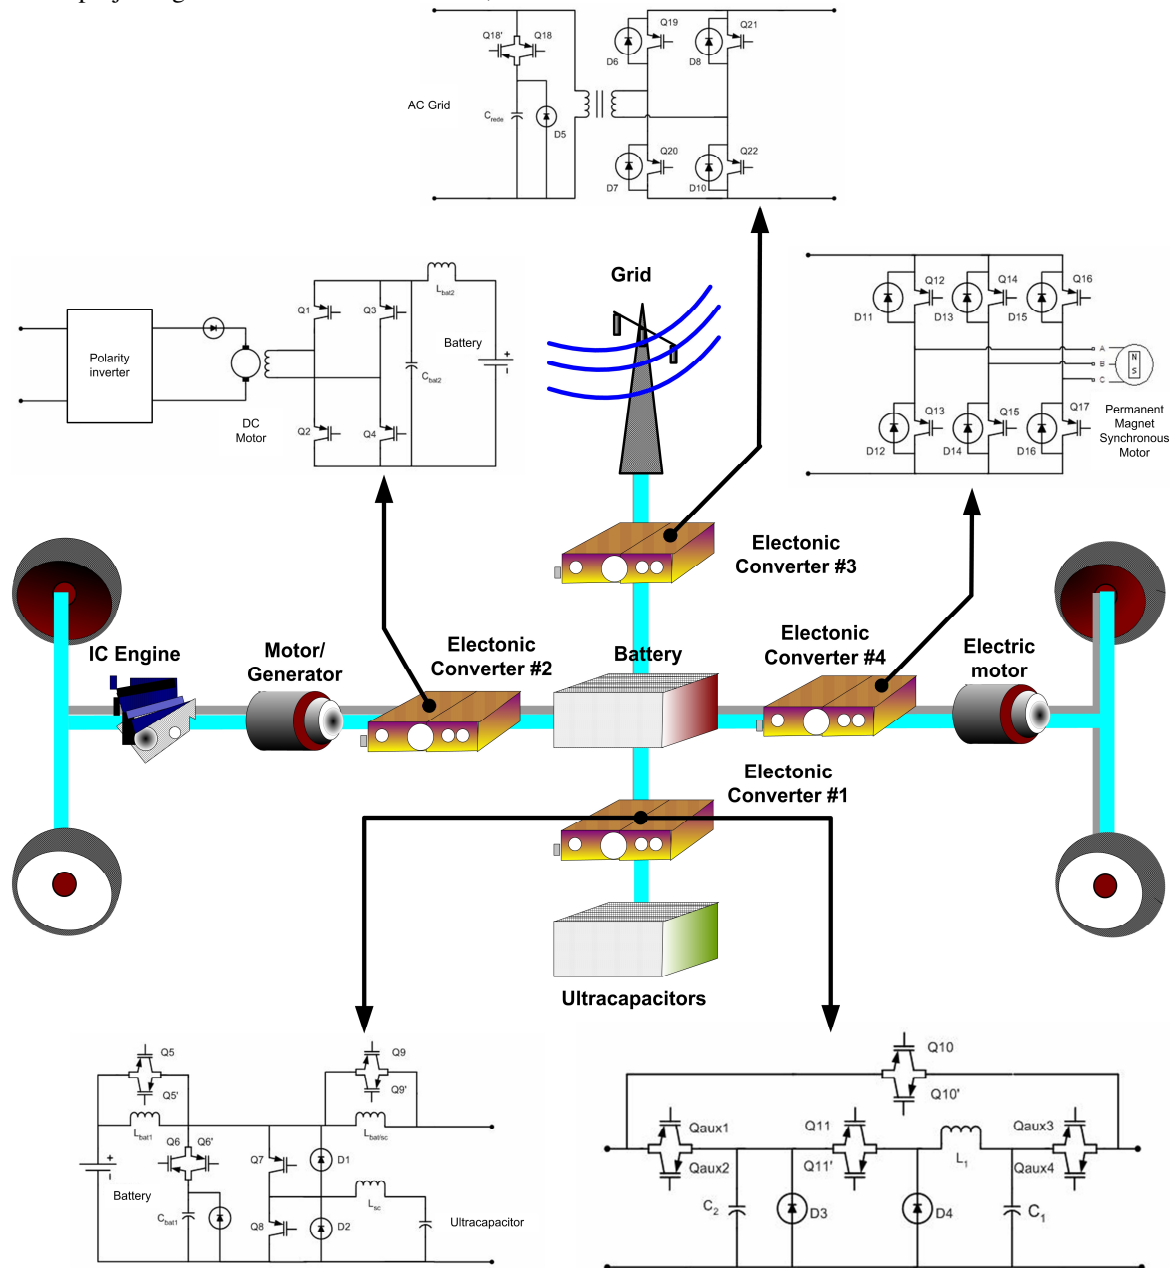 Q18'
Q18
Q19
Q21
D6
D8
AC Grid
Crede
D5
Q20
Q22
D7
D10
Grid
Q12
Q14
Q16
D11
D13
D15
A
B
C
N
S
Q13
Q15
Q17
D12
D14
D16
Permanent
Magnet
Synchronous
Motor
Polarity
inverter
DC
Motor
Q1
Q3
Q2
Q4
Lbat2
Cbat2
Battery
+
-
Electonic
Converter #3
IC Engine
Motor/
Generator
Electonic
Converter #2
Battery
Electonic
Converter #4
Electric
motor
Electonic
Converter #1
Ultracapacitors
Q5
Q5'
Q9
Q9'
Lbat1
Q6
Q6'
Lbat/sc
Q7
D1
+
-
Battery
Lsc
Cbat1
Q8
D2
Ultracapacitor
Q10
Q10'
Qaux1
Qaux2
Q11
Q11'
L1
Qaux3
Qaux4
C2
D3
D4
C1